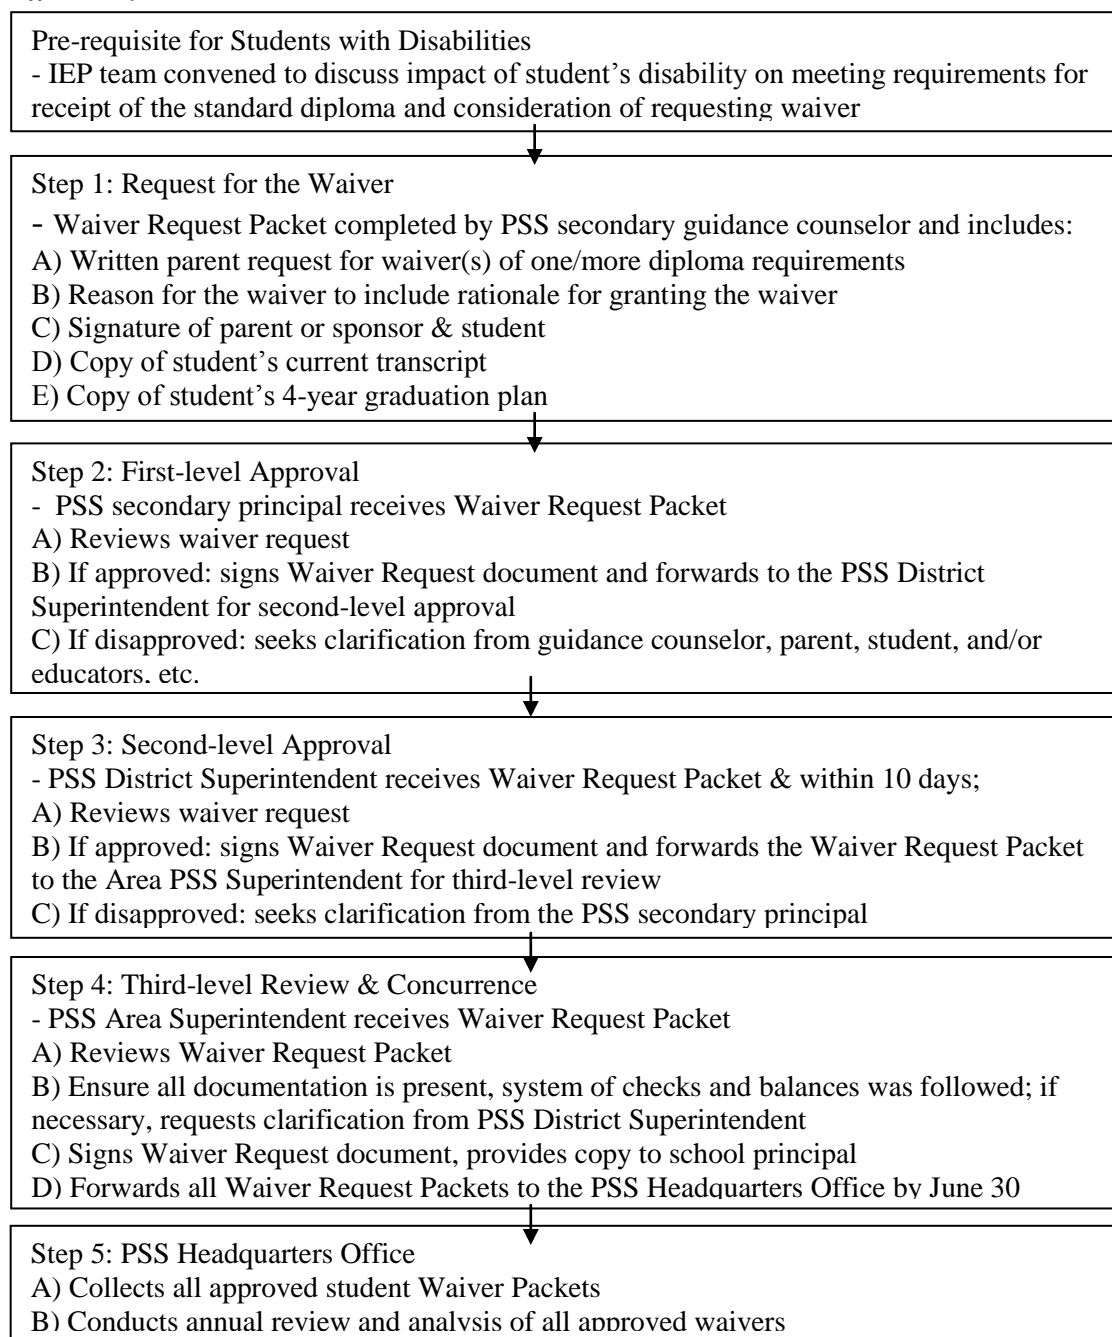 Pre-requisite for Students with Disabilities
- IEP team convened to discuss impact of student’s disability on meeting requirements for
receipt of the standard diploma and consideration of requesting waiver
Step 1: Request for the Waiver
- Waiver Request Packet completed by PSS secondary guidance counselor and includes:
A) Written parent request for waiver(s) of one/more diploma requirements
B) Reason for the waiver to include rationale for granting the waiver
C) Signature of parent or sponsor & student
D) Copy of student’s current transcript
E) Copy of student’s 4-year graduation plan
Step 2: First-level Approval
- PSS secondary principal receives Waiver Request Packet
A) Reviews waiver request
B) If approved: signs Waiver Request document and forwards to the PSS District
Superintendent for second-level approval
C) If disapproved: seeks clarification from guidance counselor, parent, student, and/or
educators, etc.
Step 3: Second-level Approval
- PSS District Superintendent receives Waiver Request Packet & within 10 days;
A) Reviews waiver request
B) If approved: signs Waiver Request document and forwards the Waiver Request Packet
to the Area PSS Superintendent for third-level review
C) If disapproved: seeks clarification from the PSS secondary principal
Step 4: Third-level Review & Concurrence
- PSS Area Superintendent receives Waiver Request Packet
A) Reviews Waiver Request Packet
B) Ensure all documentation is present, system of checks and balances was followed; if
necessary, requests clarification from PSS District Superintendent
C) Signs Waiver Request document, provides copy to school principal
D) Forwards all Waiver Request Packets to the PSS Headquarters Office by June 30
Step 5: PSS Headquarters Office
A) Collects all approved student Waiver Packets
B) Conducts annual review and analysis of all approved waivers